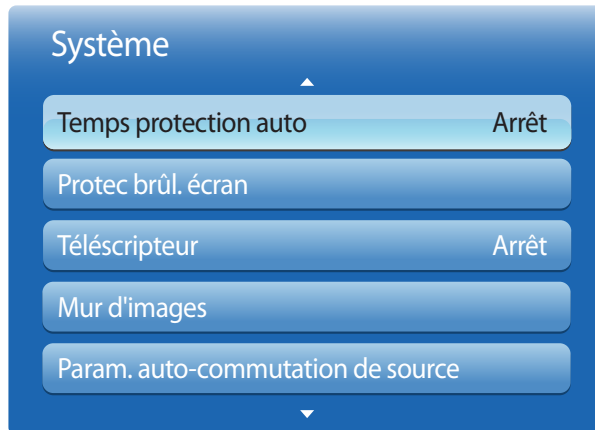 Système
Temps protection auto Arrêt
Protec brûl. écran
Téléscripteur Arrêt
Mur d'images
Param. auto-commutation de source